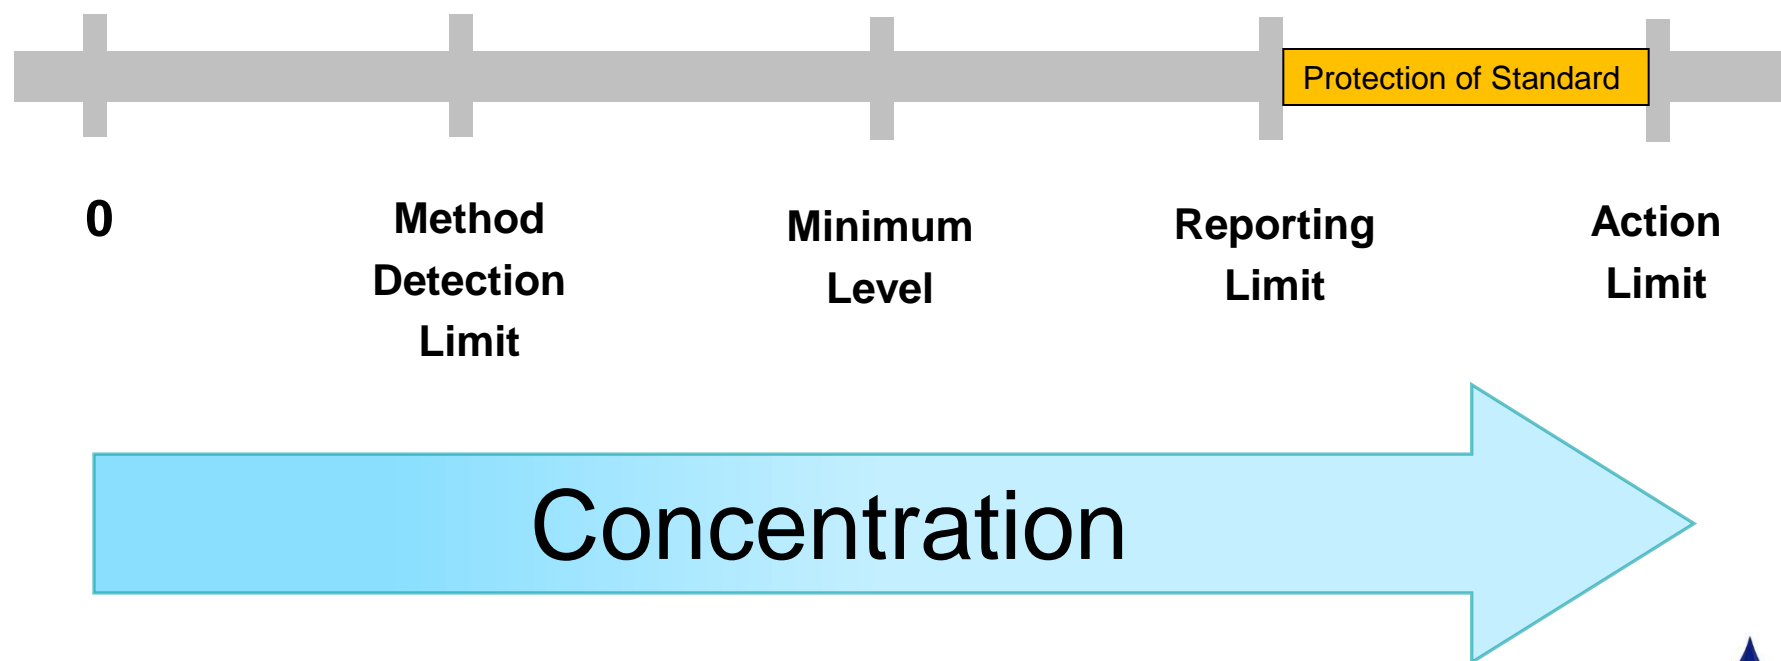 Protection of Standard
0
Method
Detection
Limit
Minimum
Level
Reporting
Limit
Action
Limit
Concentration